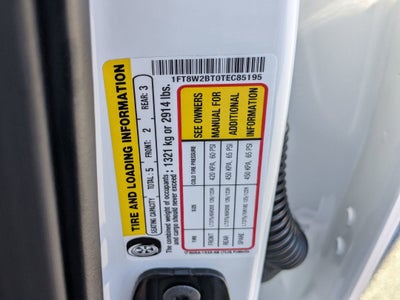 1FT8W2BT0TEC85195
TIRE AND LOADING INFORMATION
SEATING CAPACITY TOTAL: 5 FRONT: 2 REAR: 3
The combined weight of occupants
and cargo should never exceed : 1321 kg or 2914 lbs.
SEE OWNERS
MANUAL FOR
ADDITIONAL
INFORMATION
TIRE SIZE COLD TIRE PRESSURE
FRONT 420 KPA, 60 PSI
REAR 450 KPA, 65 PSI
SPARE 450 KPA, 65 PSI